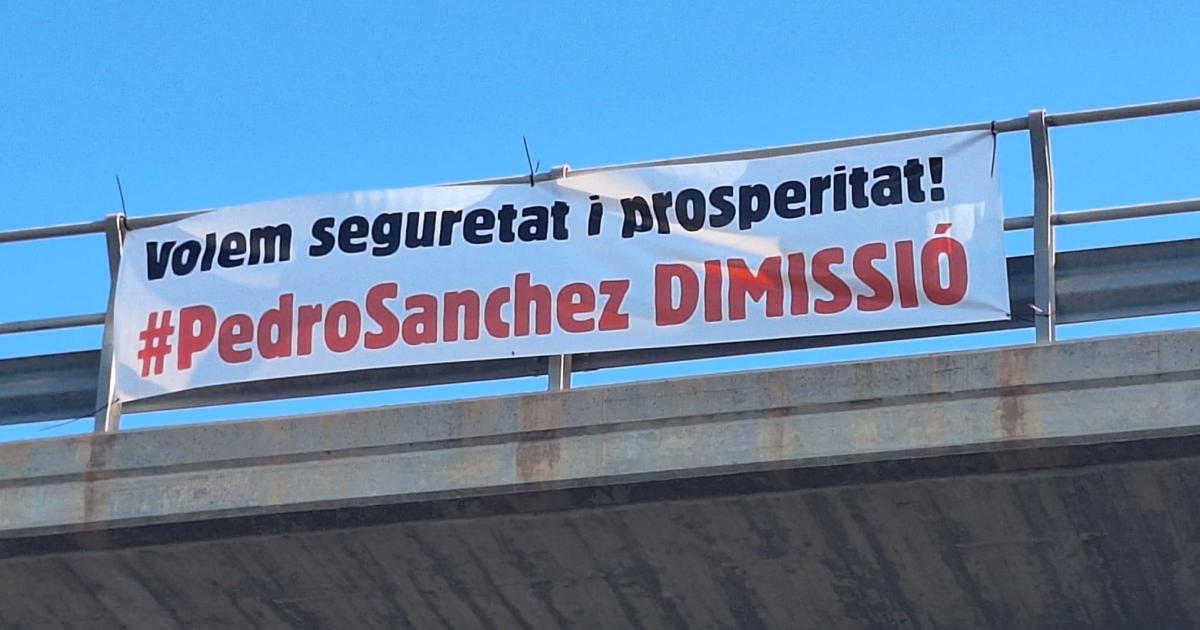 Volem seguretat i prosperitat!
#PedroSanchez DIMISSIÓ